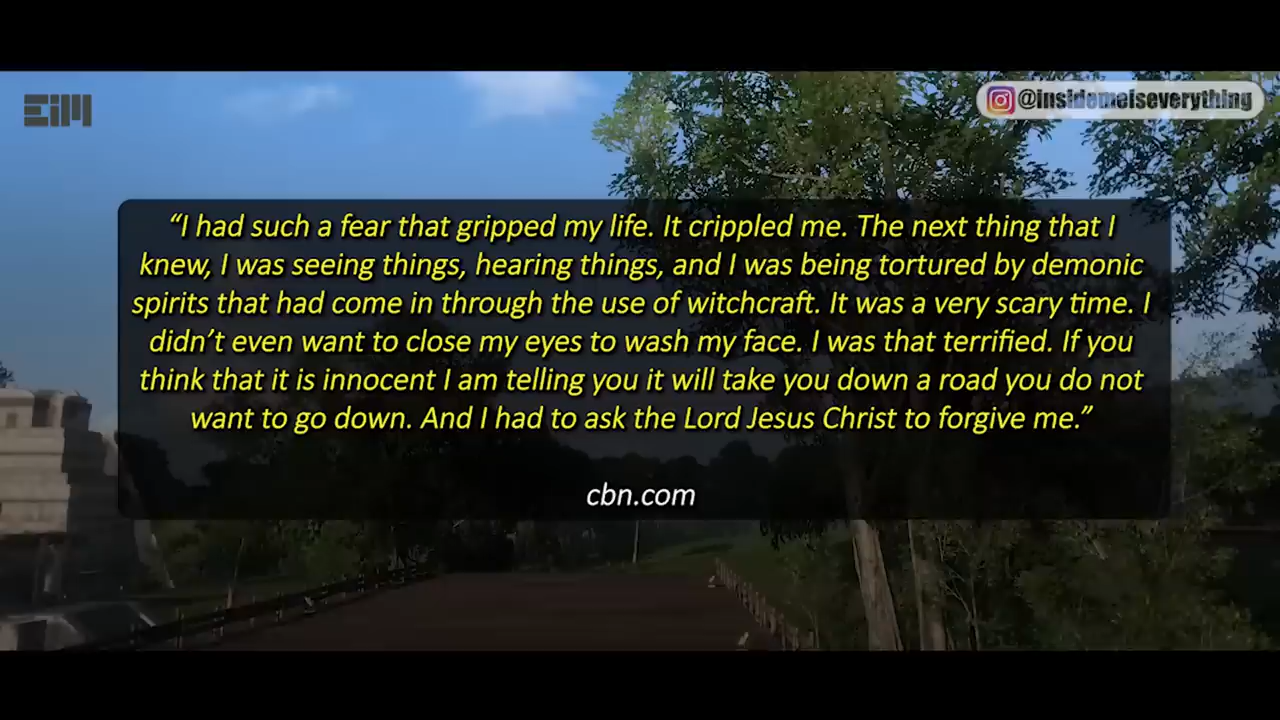 EiM
@insidemeiseverything
“I had such a fear that gripped my life. It crippled me. The next thing that I
knew, I was seeing things, hearing things, and I was being tortured by demonic
spirits that had come in through the use of witchcraft. It was a very scary time. I
didn’t even want to close my eyes to wash my face. I was that terrified. If you
think that it is innocent I am telling you it will take you down a road you do not
want to go down. And I had to ask the Lord Jesus Christ to forgive me.”
cbn.com